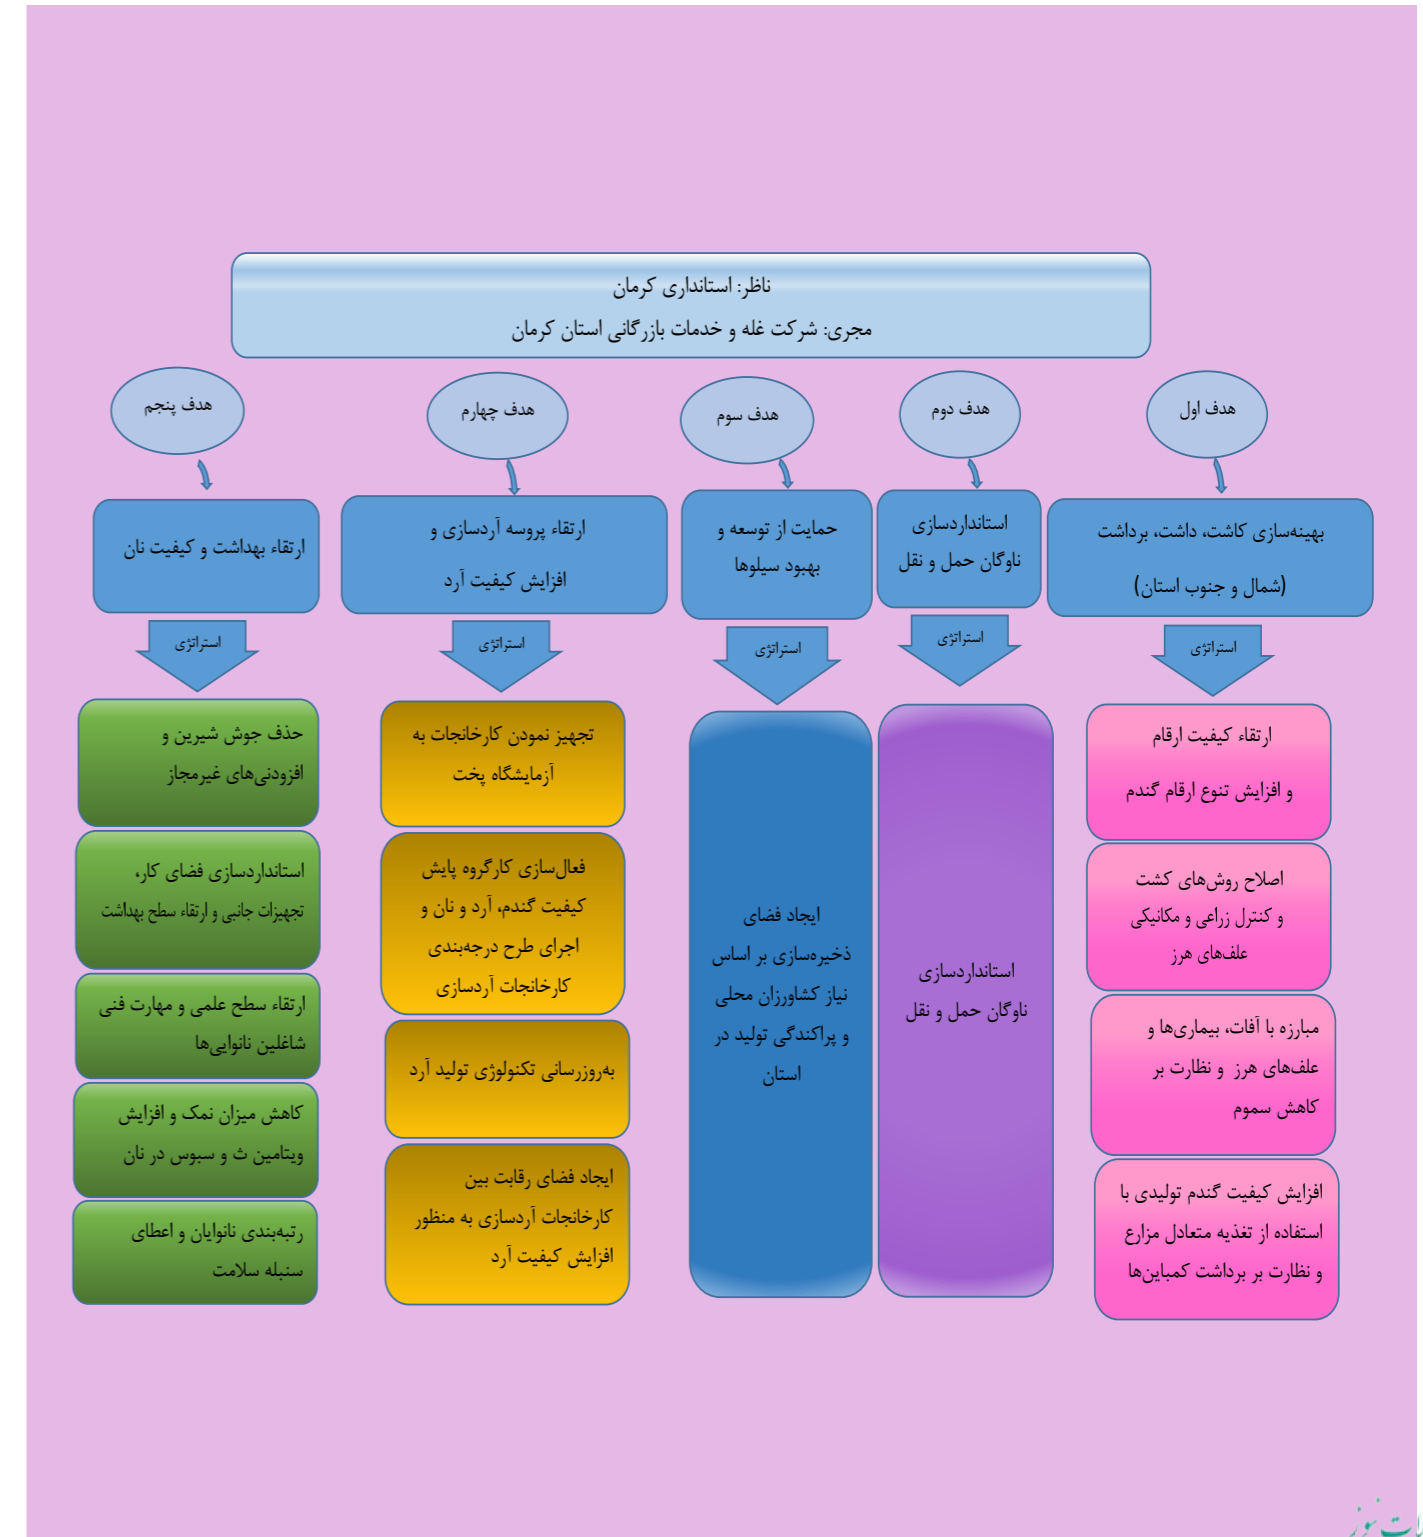 ناظر: استانداری کرمان
مجری: شرکت غله و خدمات بازرگانی استان کرمان
هدف اول
بهینه‌سازی کاشت، داشت، برداشت
(شمال و جنوب استان)
استراتژی
ارتقاء کیفیت ارقام
و افزایش تنوع ارقام گندم
اصلاح روش‌های کشت
و کنترل زراعی و مکانیکی
علف‌های هرز
مبارزه با آفات، بیماری‌ها و
علف‌های هرز و نظارت بر
کاهش سموم
افزایش کیفیت گندم تولیدی با
استفاده از تغذیه متعادل مزارع
و نظارت بر برداشت کمباین‌ها
هدف دوم
استانداردسازی
ناوگان حمل و نقل
استراتژی
استانداردسازی
ناوگان حمل و نقل
هدف سوم
حمایت از توسعه و
بهبود سیلوها
استراتژی
ایجاد فضای
ذخیره‌سازی بر اساس
نیاز کشاورزان محلی
و پراکندگی تولید در
استان
هدف چهارم
ارتقاء پروسه آردسازی و
افزایش کیفیت آرد
استراتژی
تجهیز نمودن کارخانجات به
آزمایشگاه پخت
فعال‌سازی کارگروه پایش
کیفیت گندم، آرد و نان و
اجرای طرح درجه‌بندی
کارخانجات آردسازی
به‌روزرسانی تکنولوژی تولید آرد
ایجاد فضای رقابت بین
کارخانجات آردسازی به منظور
افزایش کیفیت آرد
هدف پنجم
ارتقاء بهداشت و کیفیت نان
استراتژی
حذف جوش شیرین و
افزودنی‌های غیرمجاز
استانداردسازی فضای کار،
تجهیزات جانبی و ارتقاء سطح بهداشت
ارتقاء سطح علمی و مهارت فنی
شاغلین نانوایی‌ها
کاهش میزان نمک و افزایش
ویتامین ث و سبوس در نان
رتبه‌بندی نانوایان و اعطای
سنبله سلامت
نیوز